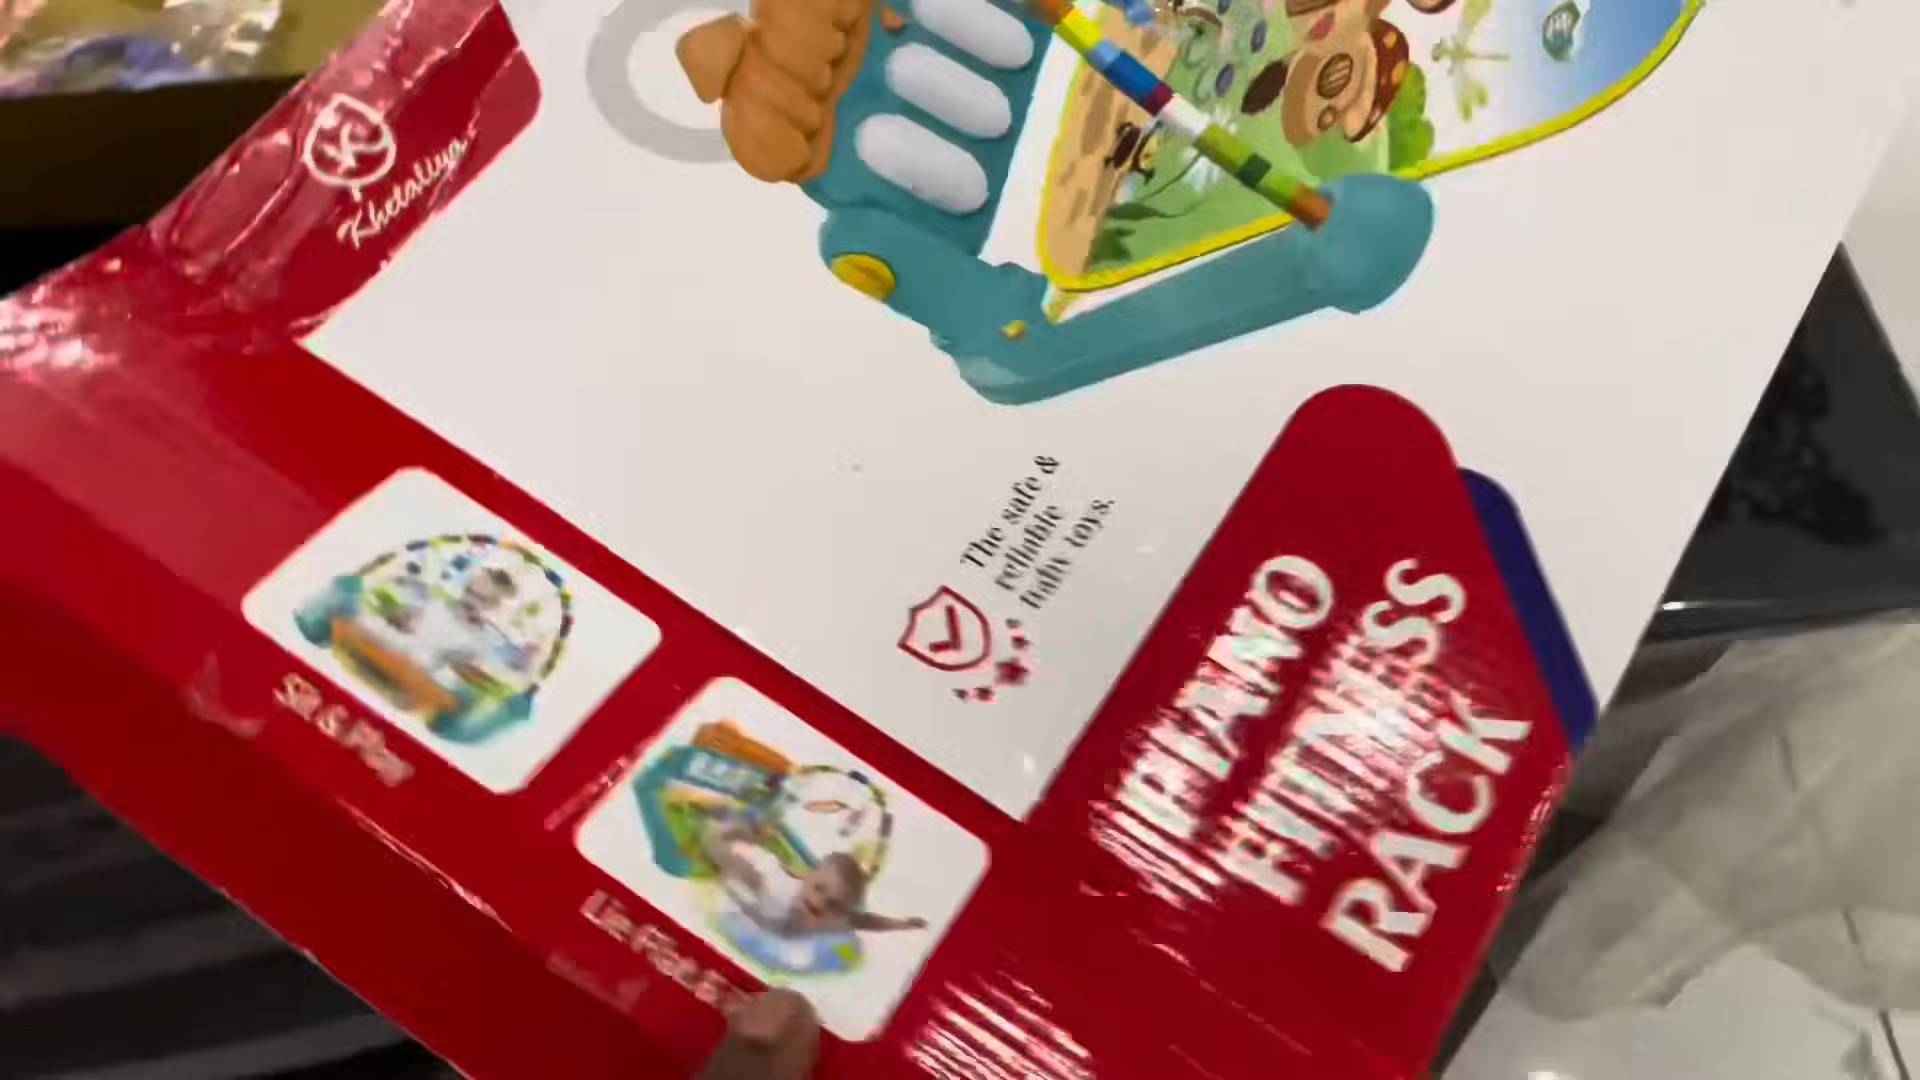 Khelaliya
The safe &
reliable
baby toys.
PIANO
FITNESS
RACK
Sit & Play